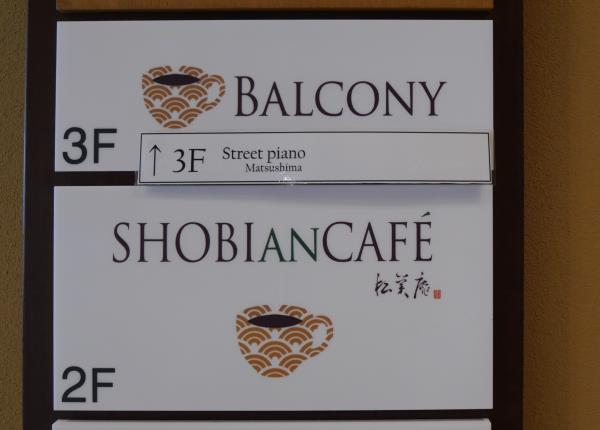 BALCONY
3F
↑ 3F Street piano
Matsushima
SHOBIANCAFÉ
松美庵
2F